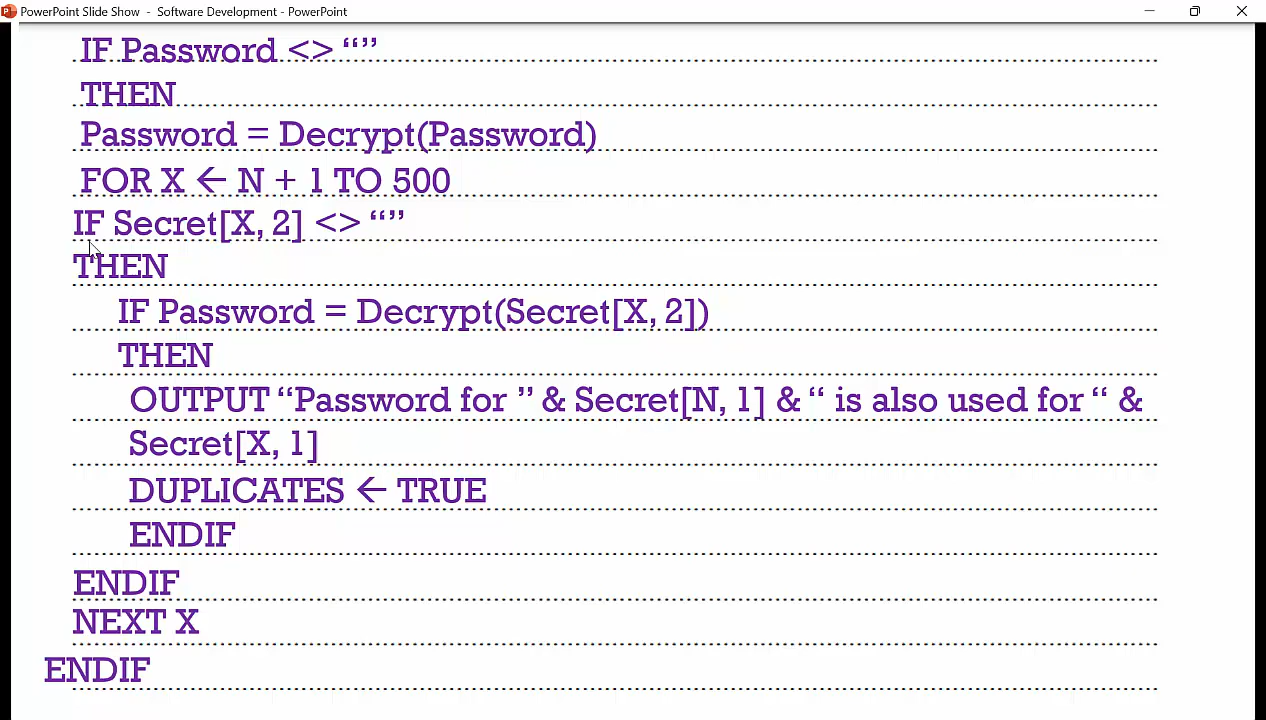 PowerPoint Slide Show - Software Development - PowerPoint
IF Password <> “”
THEN
Password = Decrypt(Password)
FOR X ← N + 1 TO 500
IF Secret[X, 2] <> “”
THEN
IF Password = Decrypt(Secret[X, 2])
THEN
OUTPUT “Password for ” & Secret[N, 1] & “ is also used for “ &
Secret[X, 1]
DUPLICATES ← TRUE
ENDIF
ENDIF
NEXT X
ENDIF